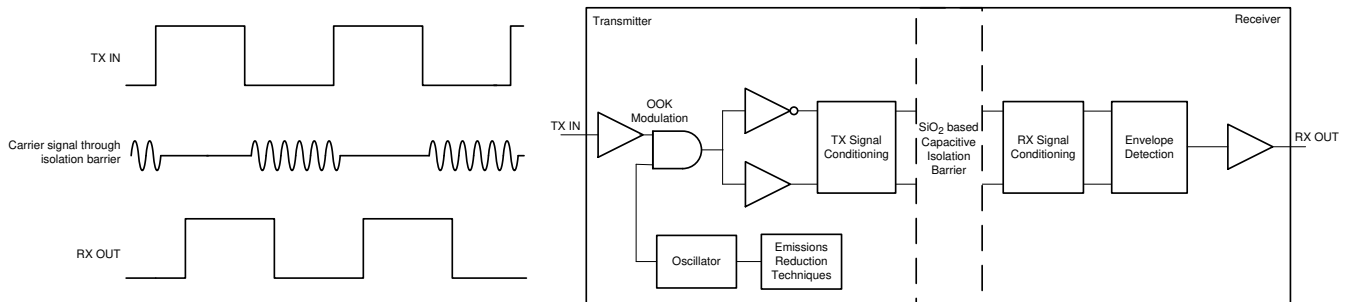 TX IN
Carrier signal through
isolation barrier
RX OUT
Transmitter
Receiver
TX IN
OOK
Modulation
TX Signal
Conditioning
SiO2 based
Capacitive
Isolation
Barrier
RX Signal
Conditioning
Envelope
Detection
RX OUT
Oscillator
Emissions
Reduction
Techniques